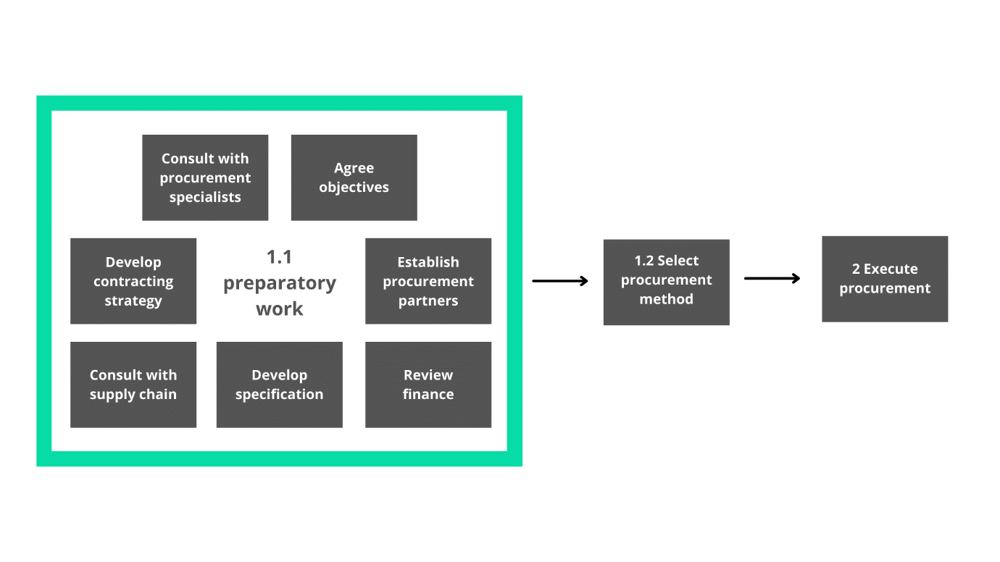 Consult with
procurement
specialists
Agree
objectives
Develop
contracting
strategy
1.1
preparatory
work
Establish
procurement
partners
Consult with
supply chain
Develop
specification
Review
finance
1.2 Select
procurement
method
2 Execute
procurement